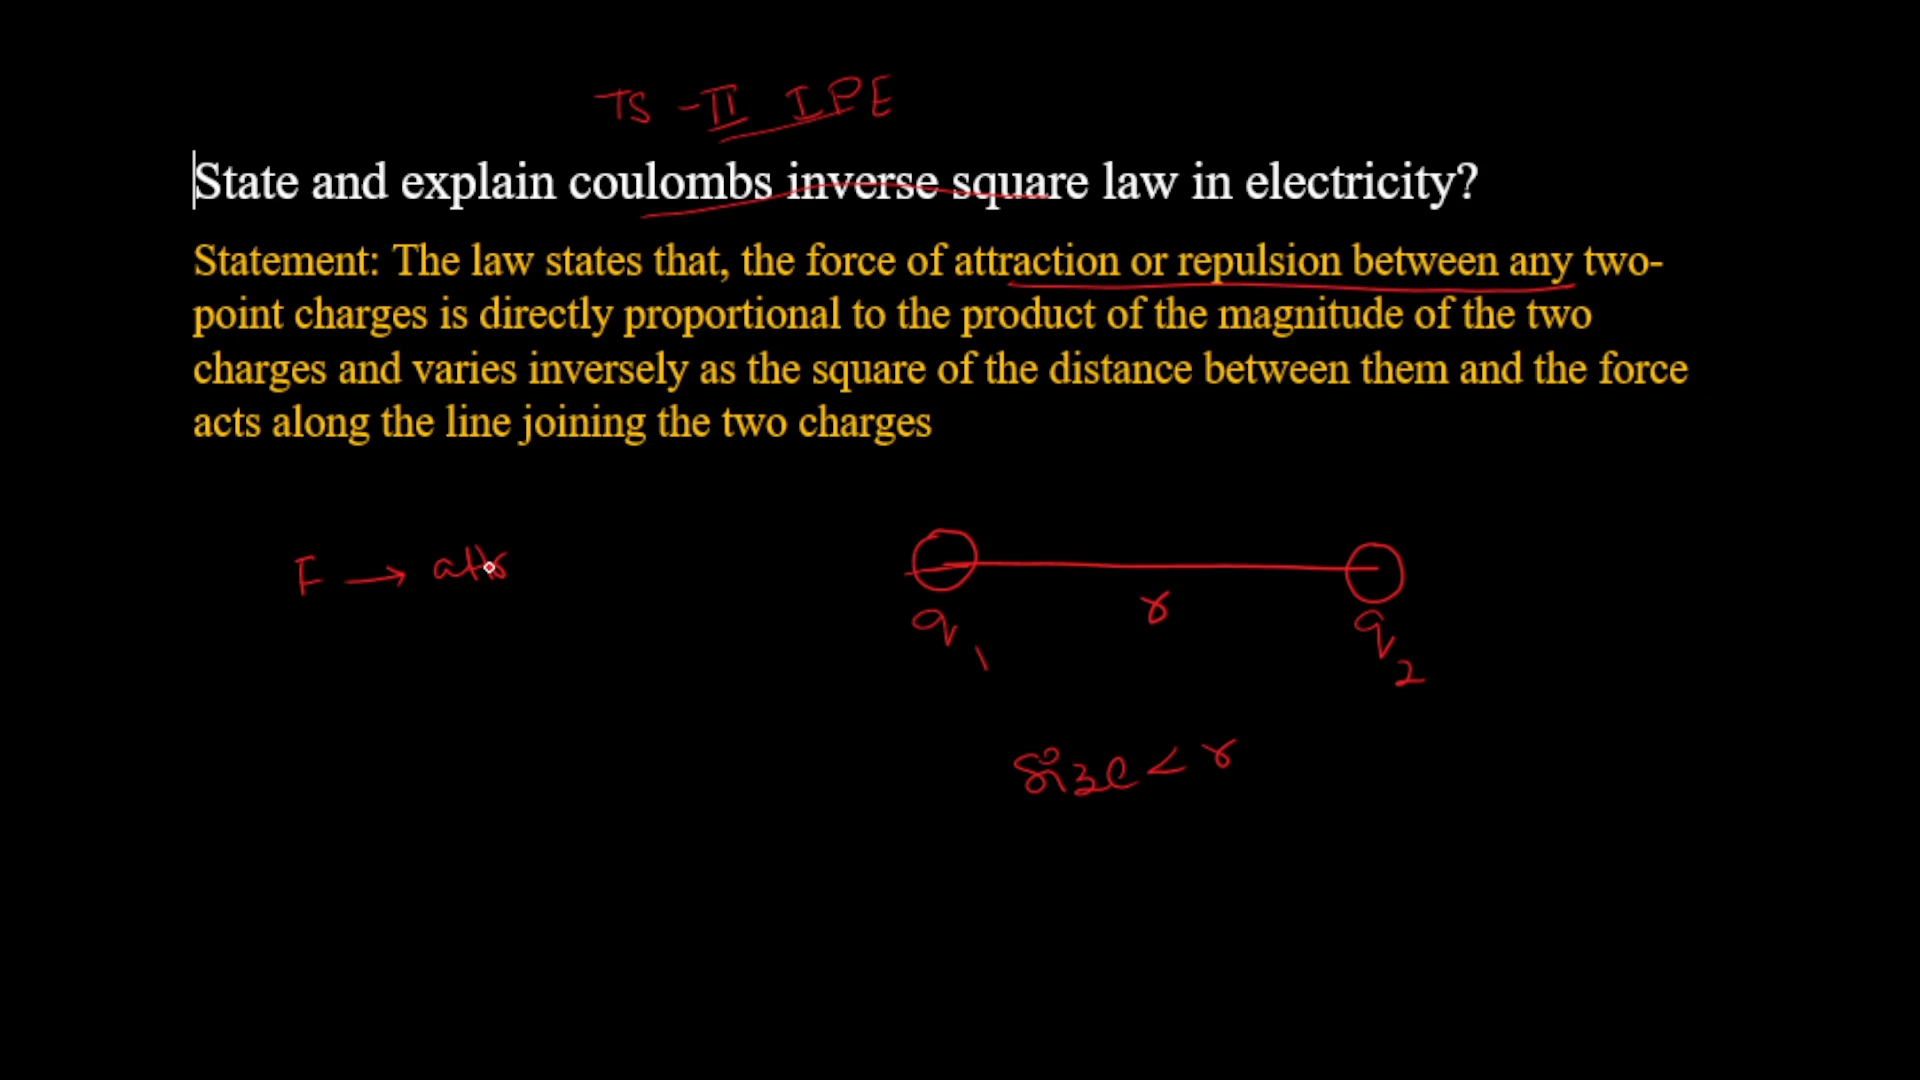 TS - II IPE
State and explain coulombs inverse square law in electricity?
Statement: The law states that, the force of attraction or repulsion between any two-
point charges is directly proportional to the product of the magnitude of the two
charges and varies inversely as the square of the distance between them and the force
acts along the line joining the two charges
F → attr
q1 r q2
size < r